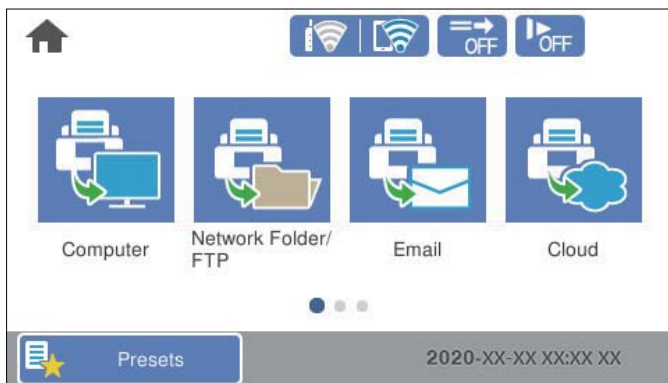 OFF
OFF
Computer
Network Folder/
FTP
Email
Cloud
Presets
2020-XX-XX XX:XX XX